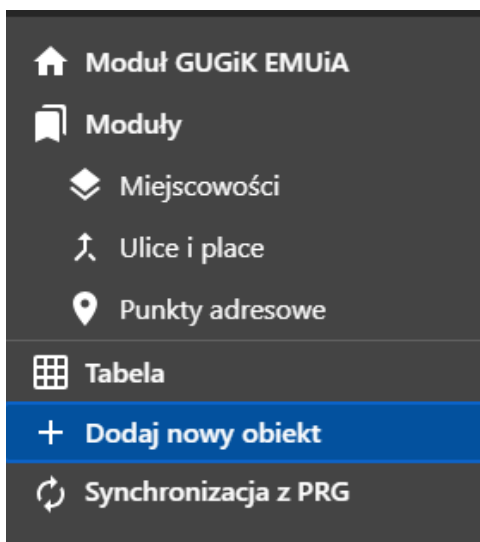 Moduł GUGiK EMUiA
Moduły
Miejscowości
Ulice i place
Punkty adresowe
Tabela
Dodaj nowy obiekt
Synchronizacja z PRG